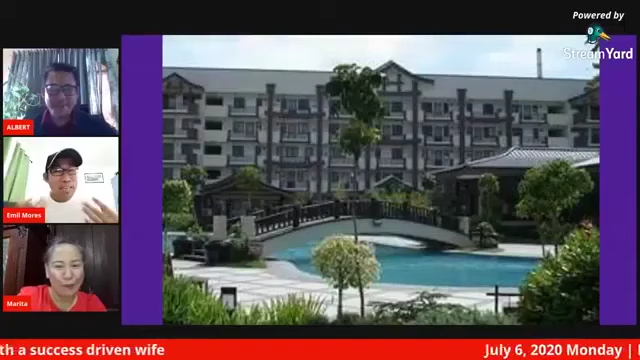 Powered by
StreamYard
ALBERT
Emil Mores
Marita
th a success driven wife
July 6, 2020 Monday |